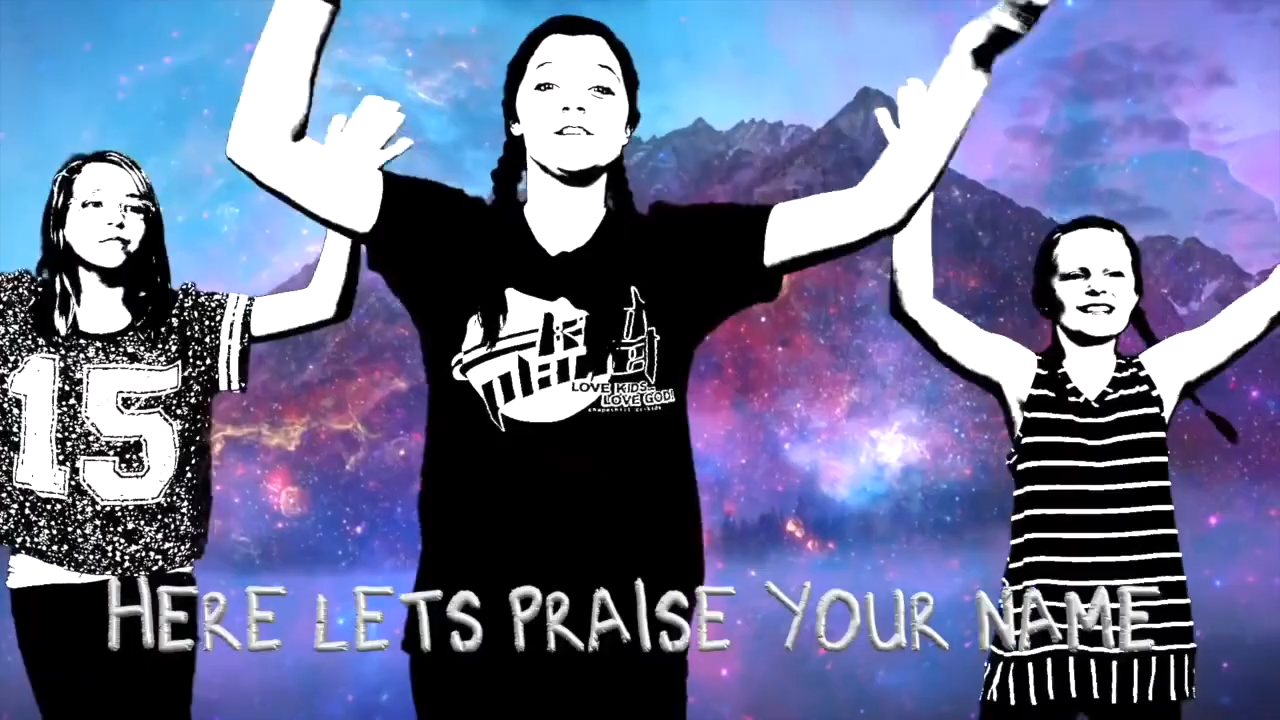 15
LOVE KIDS...
LOVE GOD!
HERE LETS PRAISE YOUR NAME